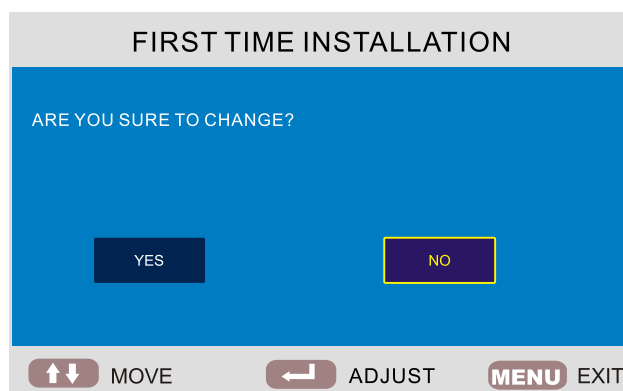 FIRST TIME INSTALLATION
ARE YOU SURE TO CHANGE?
YES NO
MOVE ADJUST MENU EXIT